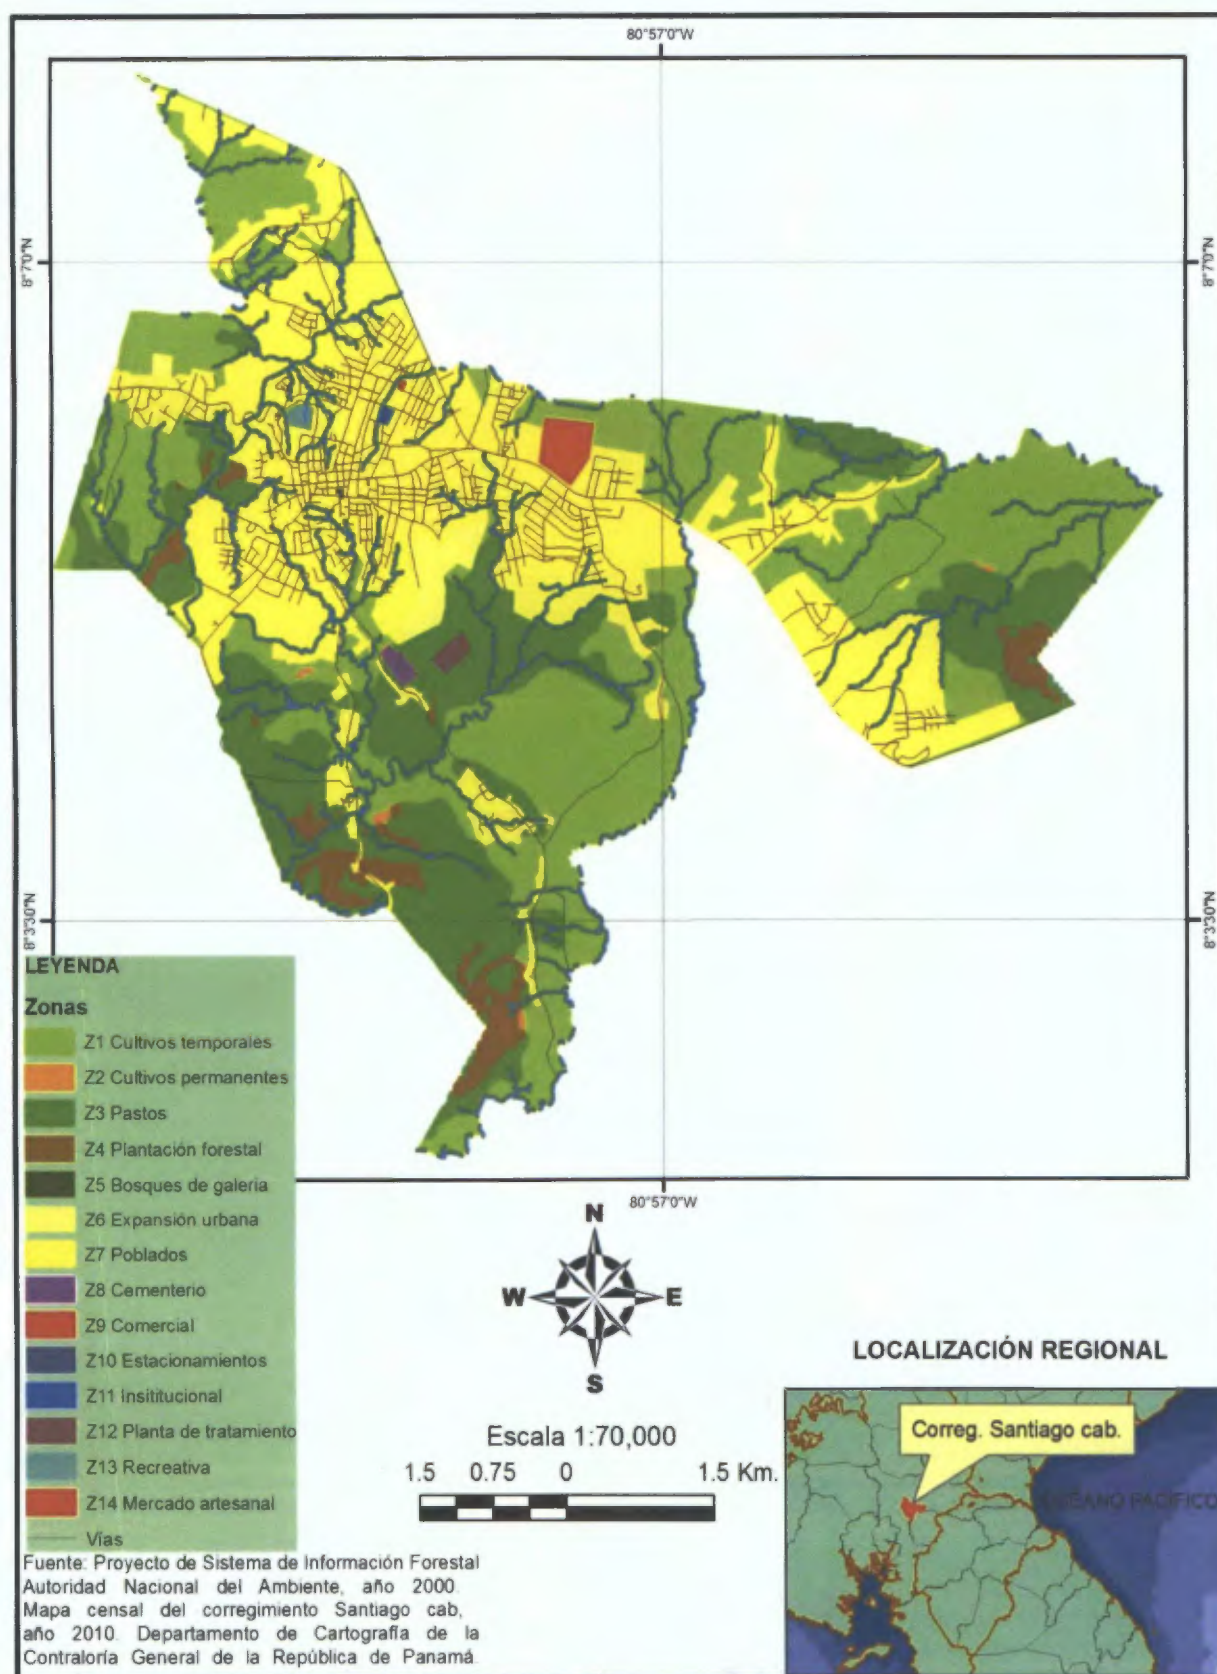 80°57'0"W
8°7'0"N
8°7'0"N
8°3'30"N
8°3'30"N
LEYENDA
Zonas
Z1 Cultivos temporales
Z2 Cultivos permanentes
Z3 Pastos
Z4 Plantación forestal
Z5 Bosques de galeria
Z6 Expansión urbana
Z7 Poblados
Z8 Cementerio
Z9 Comercial
Z10 Estacionamientos
Z11 Insititucional
Z12 Planta de tratamiento
Z13 Recreativa
Z14 Mercado artesanal
Vías
80°57'0"W
N
W
E
S
Escala 1:70,000
1.5 0.75 0 1.5 Km.
LOCALIZACIÓN REGIONAL
Correg. Santiago cab.
OCEANO PACIFICO
Fuente: Proyecto de Sistema de Información Forestal
Autoridad Nacional del Ambiente, año 2000.
Mapa censal del corregimiento Santiago cab,
año 2010. Departamento de Cartografía de la
Contraloría General de la República de Panamá.